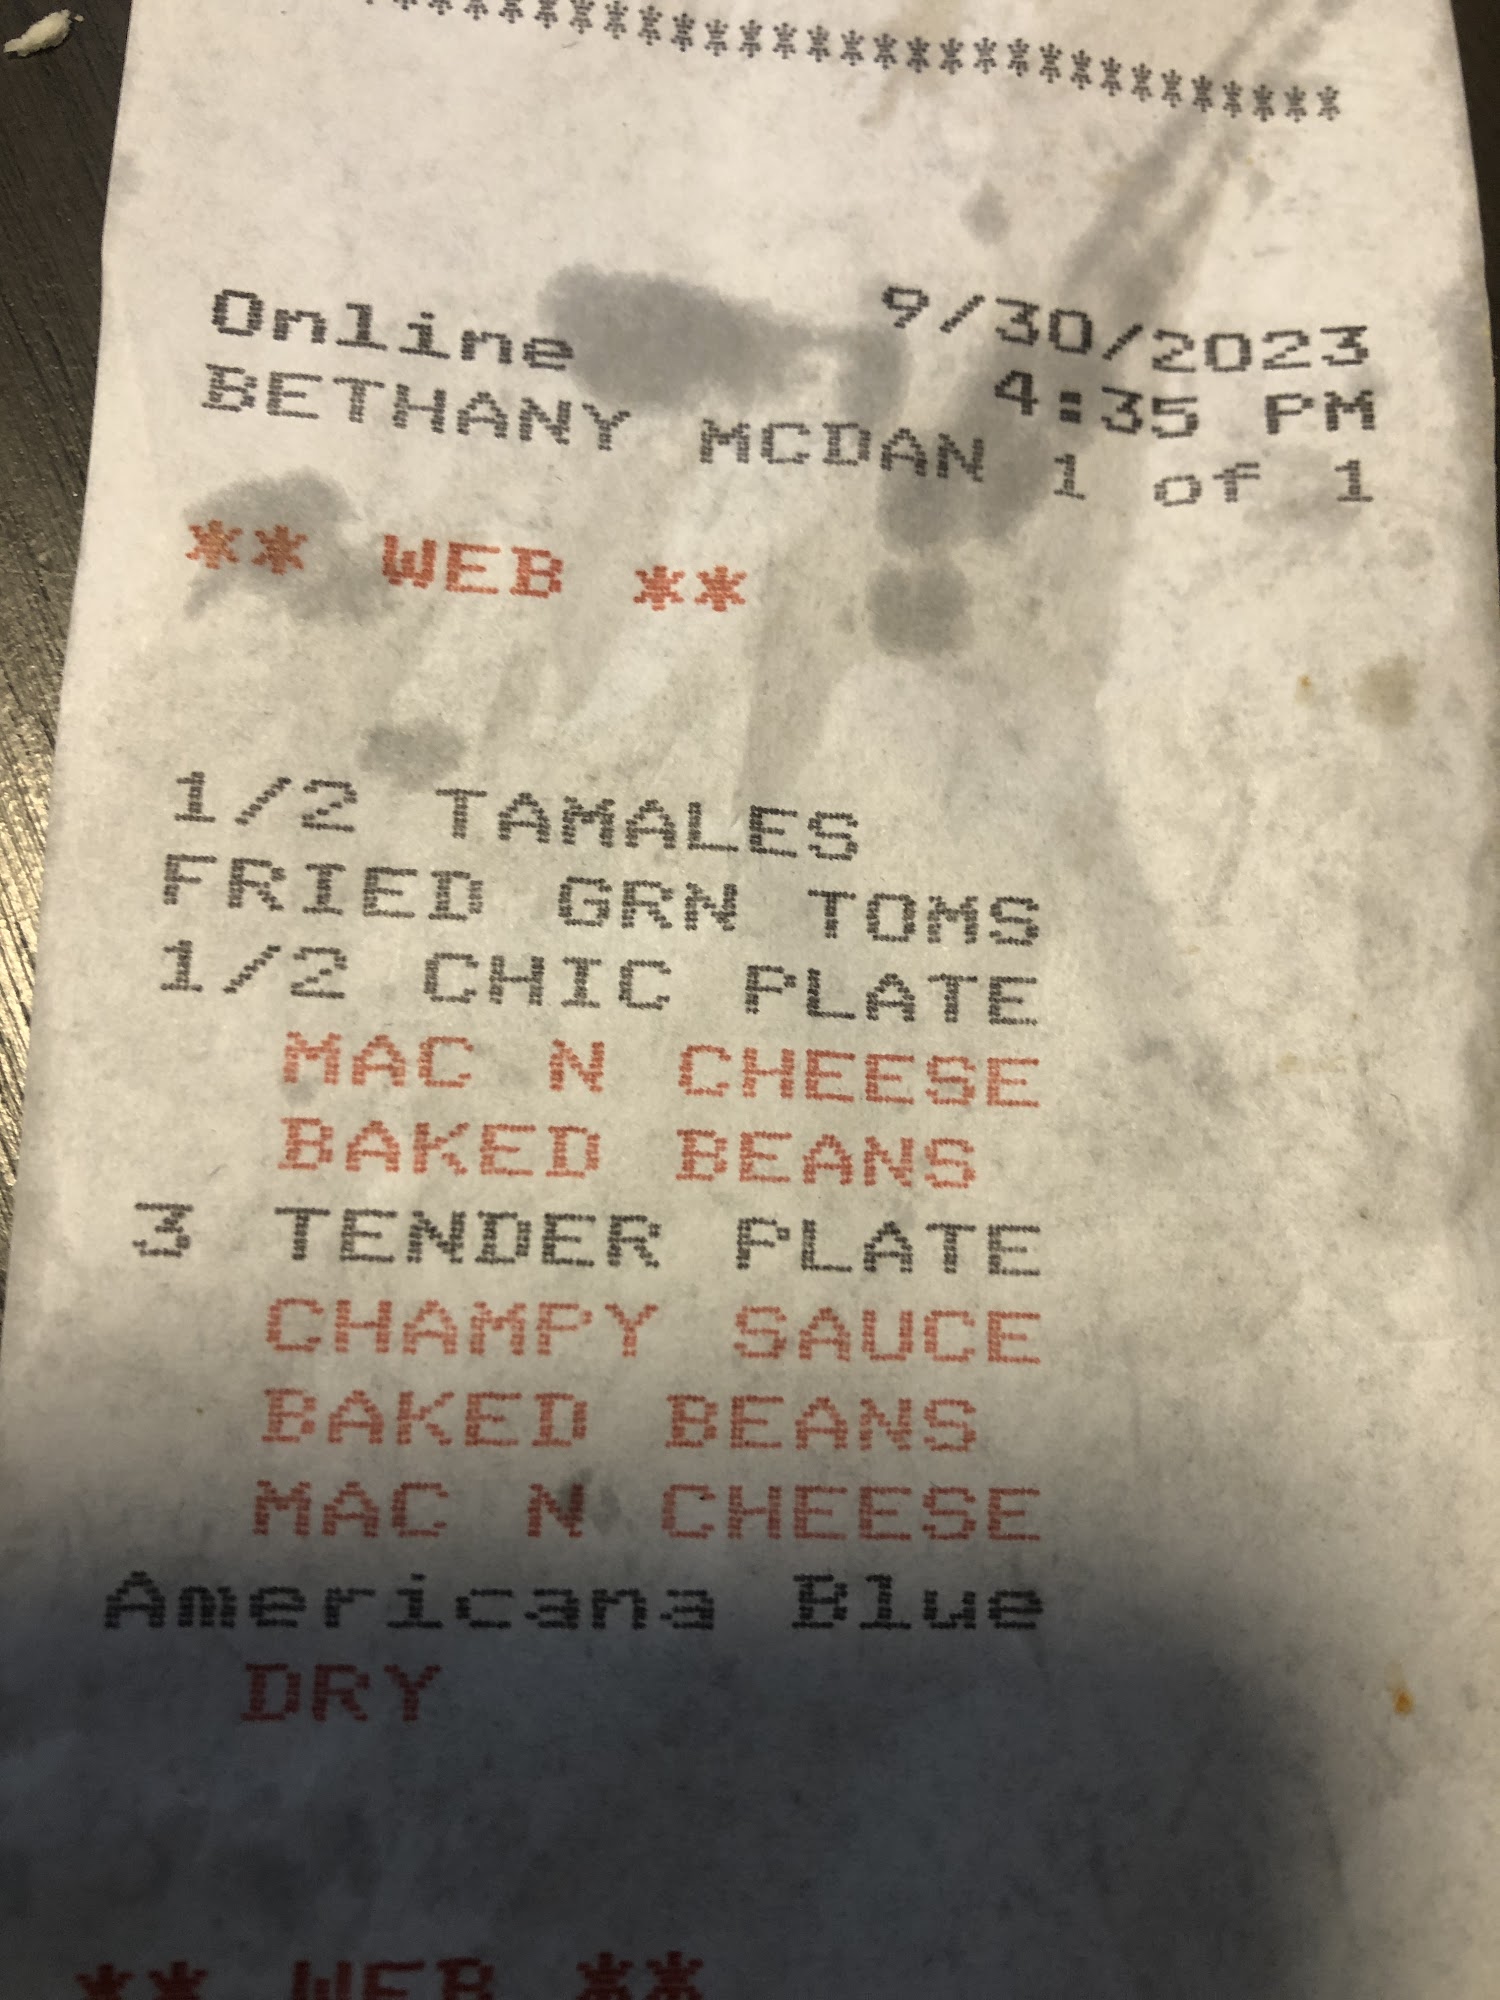 **********************************
Online 9/30/2023
4:35 PM
BETHANY MCDAN 1 of 1
** WEB **
1/2 TAMALES
FRIED GRN TOMS
1/2 CHIC PLATE
MAC N CHEESE
BAKED BEANS
3 TENDER PLATE
CHAMPY SAUCE
BAKED BEANS
MAC N CHEESE
Americana Blue
DRY
** WEB **